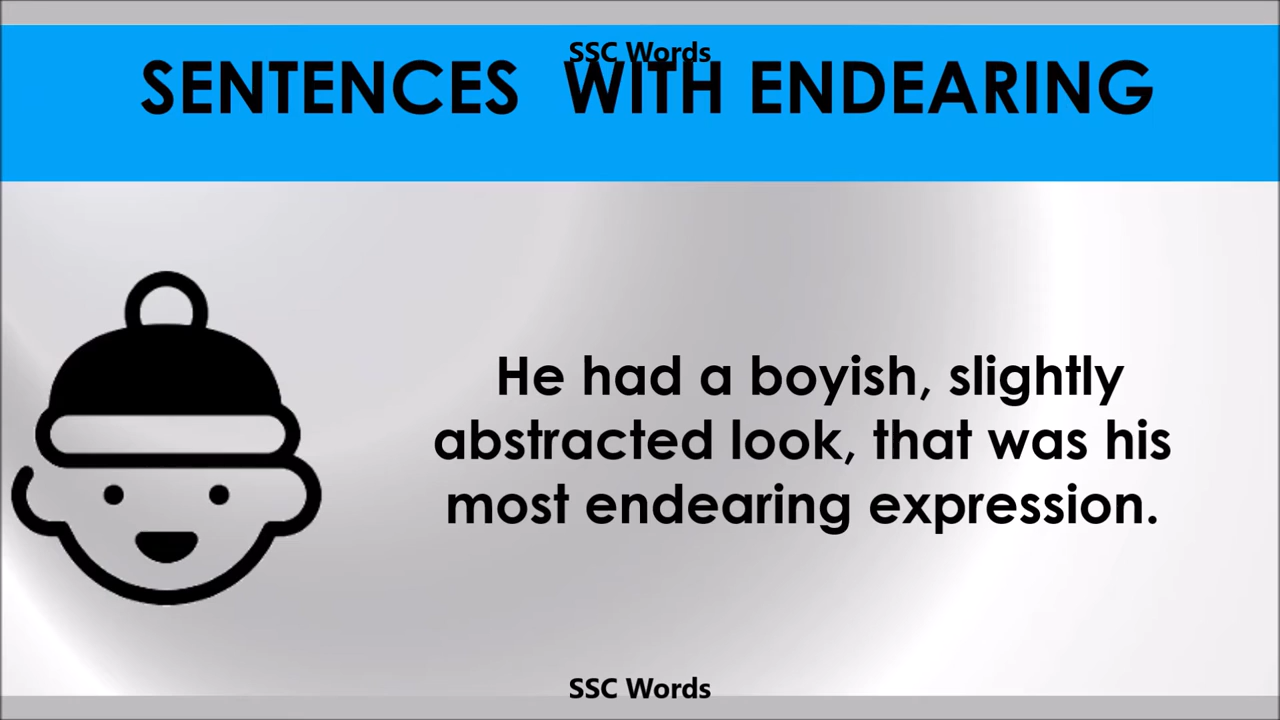 SSC Words
SENTENCES WITH ENDEARING
He had a boyish, slightly
abstracted look, that was his
most endearing expression.
SSC Words